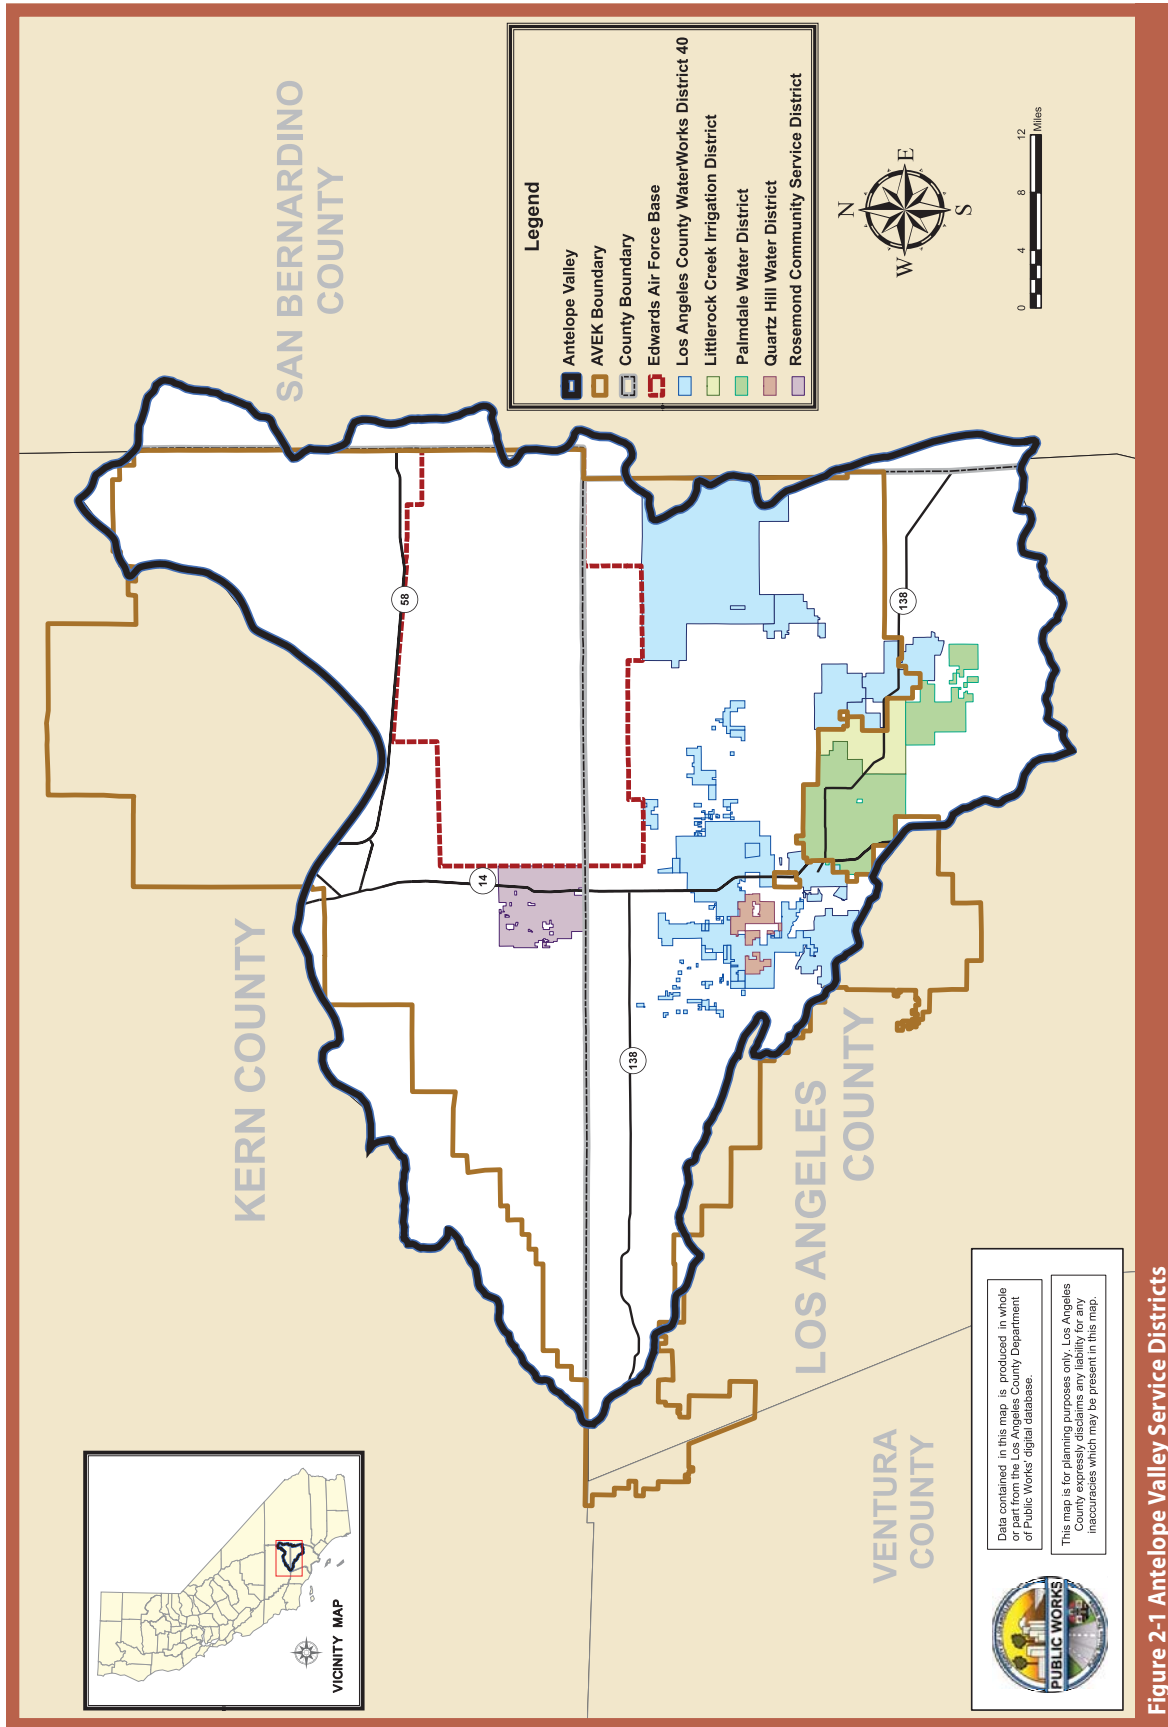 SAN BERNARDINO
COUNTY
KERN COUNTY
LOS ANGELES
COUNTY
VENTURA
COUNTY
58
14
138
138
Legend
Antelope Valley
AVEK Boundary
County Boundary
Edwards Air Force Base
Los Angeles County WaterWorks District 40
Littlerock Creek Irrigation District
Palmdale Water District
Quartz Hill Water District
Rosemond Community Service District
N
W
E
S
0 4 8 12
Miles
VICINITY MAP
Data contained in this map is produced in whole
or part from the Los Angeles County Department
of Public Works' digital database.
This map is for planning purposes only. Los Angeles
County expressly disclaims any liability for any
inaccuracies which may be present in this map.
PUBLIC WORKS
Figure 2-1 Antelope Valley Service Districts